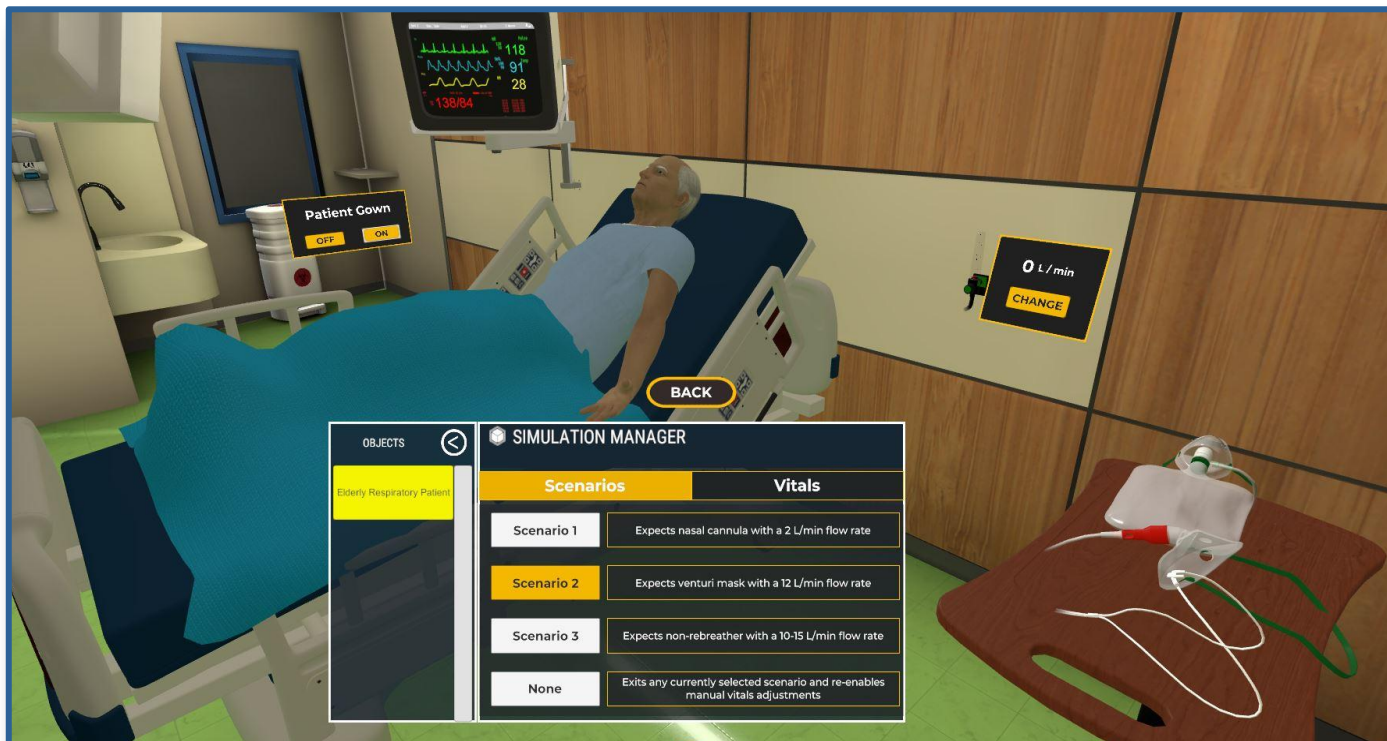 118
91
28
138/84
Patient Gown
OFF
ON
0 L / min
CHANGE
BACK
OBJECTS
Elderly Respiratory Patient
SIMULATION MANAGER
Scenarios
Vitals
Scenario 1
Expects nasal cannula with a 2 L/min flow rate
Scenario 2
Expects venturi mask with a 12 L/min flow rate
Scenario 3
Expects non-rebreather with a 10-15 L/min flow rate
None
Exits any currently selected scenario and re-enables
manual vitals adjustments